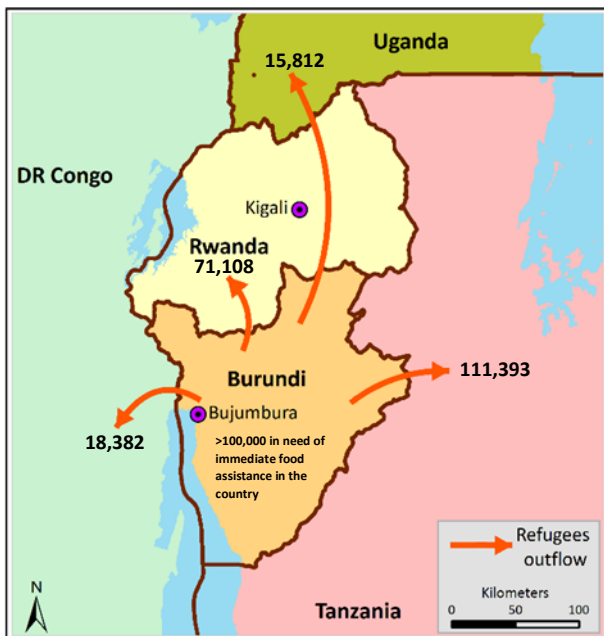 Uganda
15,812
DR Congo
Kigali
Rwanda
71,108
111,393
Burundi
Bujumbura
18,382
>100,000 in need of
immediate food
assistance in the
country
Refugees
outflow
Kilometers
0 50 100
N
Tanzania